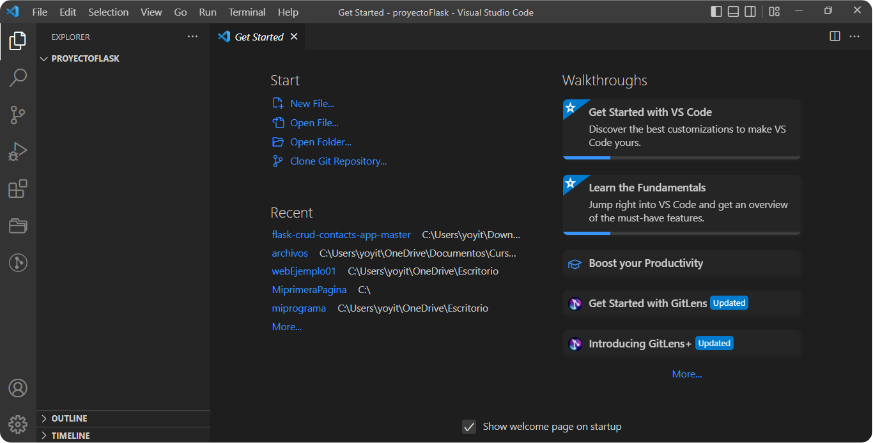 File Edit Selection View Go Run Terminal Help
Get Started - proyectoFlask - Visual Studio Code
EXPLORER
PROYECTOFLASK
OUTLINE
TIMELINE
Get Started
Start
New File...
Open File...
Open Folder...
Clone Git Repository...
Recent
flask-crud-contacts-app-master C:\Users\yoyit\Down...
archivos C:\Users\yoyit\OneDrive\Documentos\Curs...
webEjemplo01 C:\Users\yoyit\OneDrive\Escritorio
MiprimeraPagina C:\
miprograma C:\Users\yoyit\OneDrive\Escritorio
More...
Walkthroughs
Get Started with VS Code
Discover the best customizations to make VS
Code yours.
Learn the Fundamentals
Jump right into VS Code and get an overview
of the must-have features.
Boost your Productivity
Get Started with GitLens Updated
Introducing GitLens+ Updated
More...
Show welcome page on startup